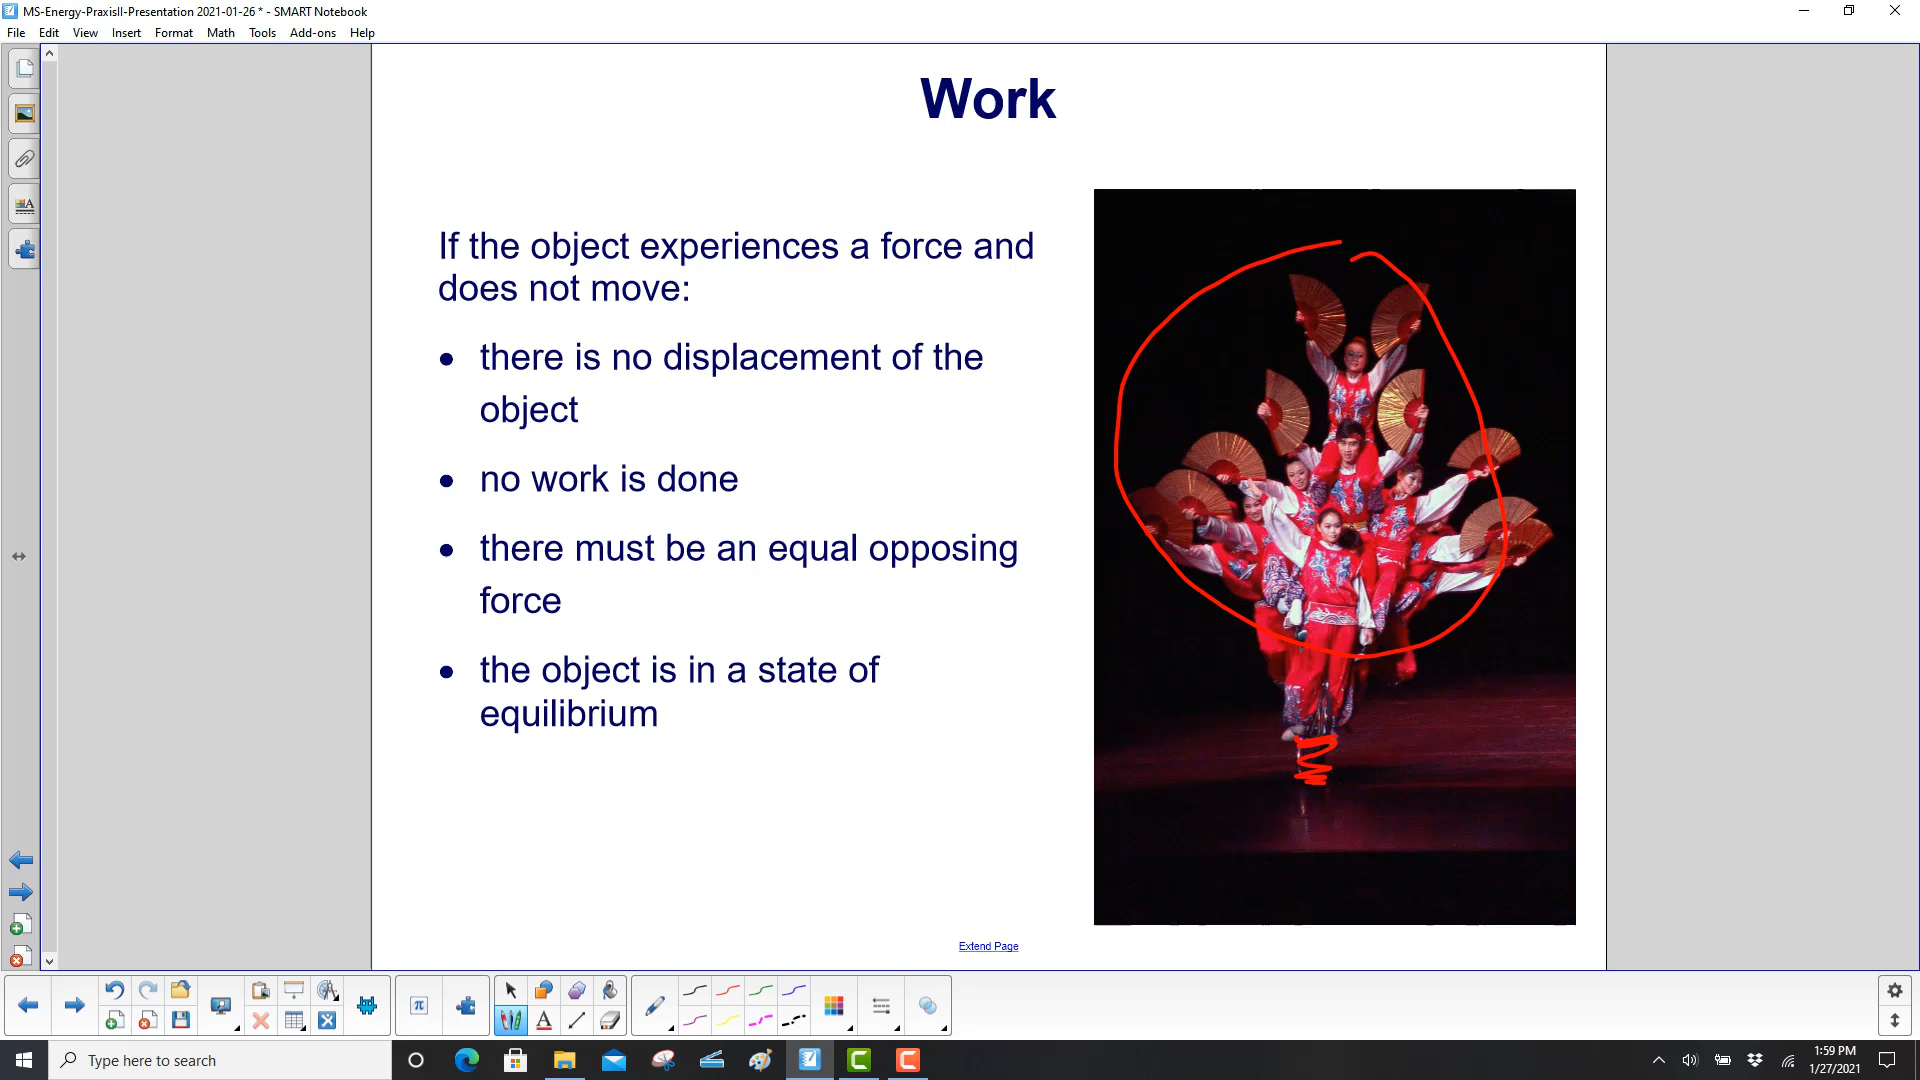 MS-Energy-PraxisII-Presentation 2021-01-26 * - SMART Notebook
File Edit View Insert Format Math Tools Add-ons Help
Work
If the object experiences a force and
does not move:
• there is no displacement of the
object
• no work is done
• there must be an equal opposing
force
• the object is in a state of
equilibrium
Extend Page
π
A
Type here to search
1:59 PM
1/27/2021